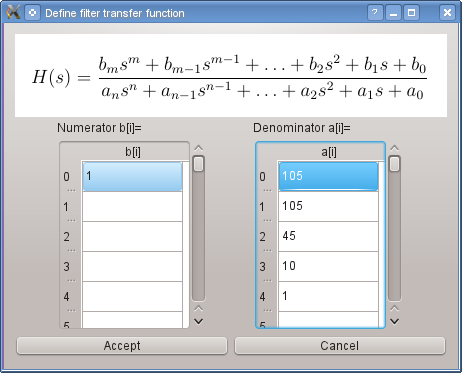 Define filter transfer function
H(s) = \frac{b_m s^m + b_{m-1} s^{m-1} + \ldots + b_2 s^2 + b_1 s + b_0}{a_n s^n + a_{n-1} s^{n-1} + \ldots + a_2 s^2 + a_1 s + a_0}
Numerator b[i]= Denominator a[i]=
b[i] a[i]
0 1 0 105
1 1 105
2 2 45
3 3 10
4 4 1
5 5
Accept Cancel